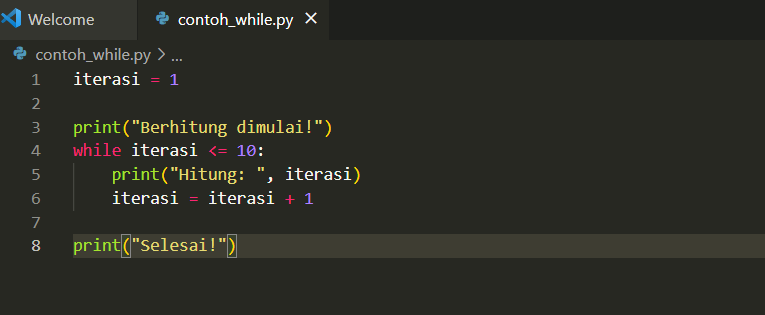 Welcome contoh_while.py
contoh_while.py > ...
1 iterasi = 1
2
3 print("Berhitung dimulai!")
4 while iterasi <= 10:
5     print("Hitung: ", iterasi)
6     iterasi = iterasi + 1
7
8 print("Selesai!")